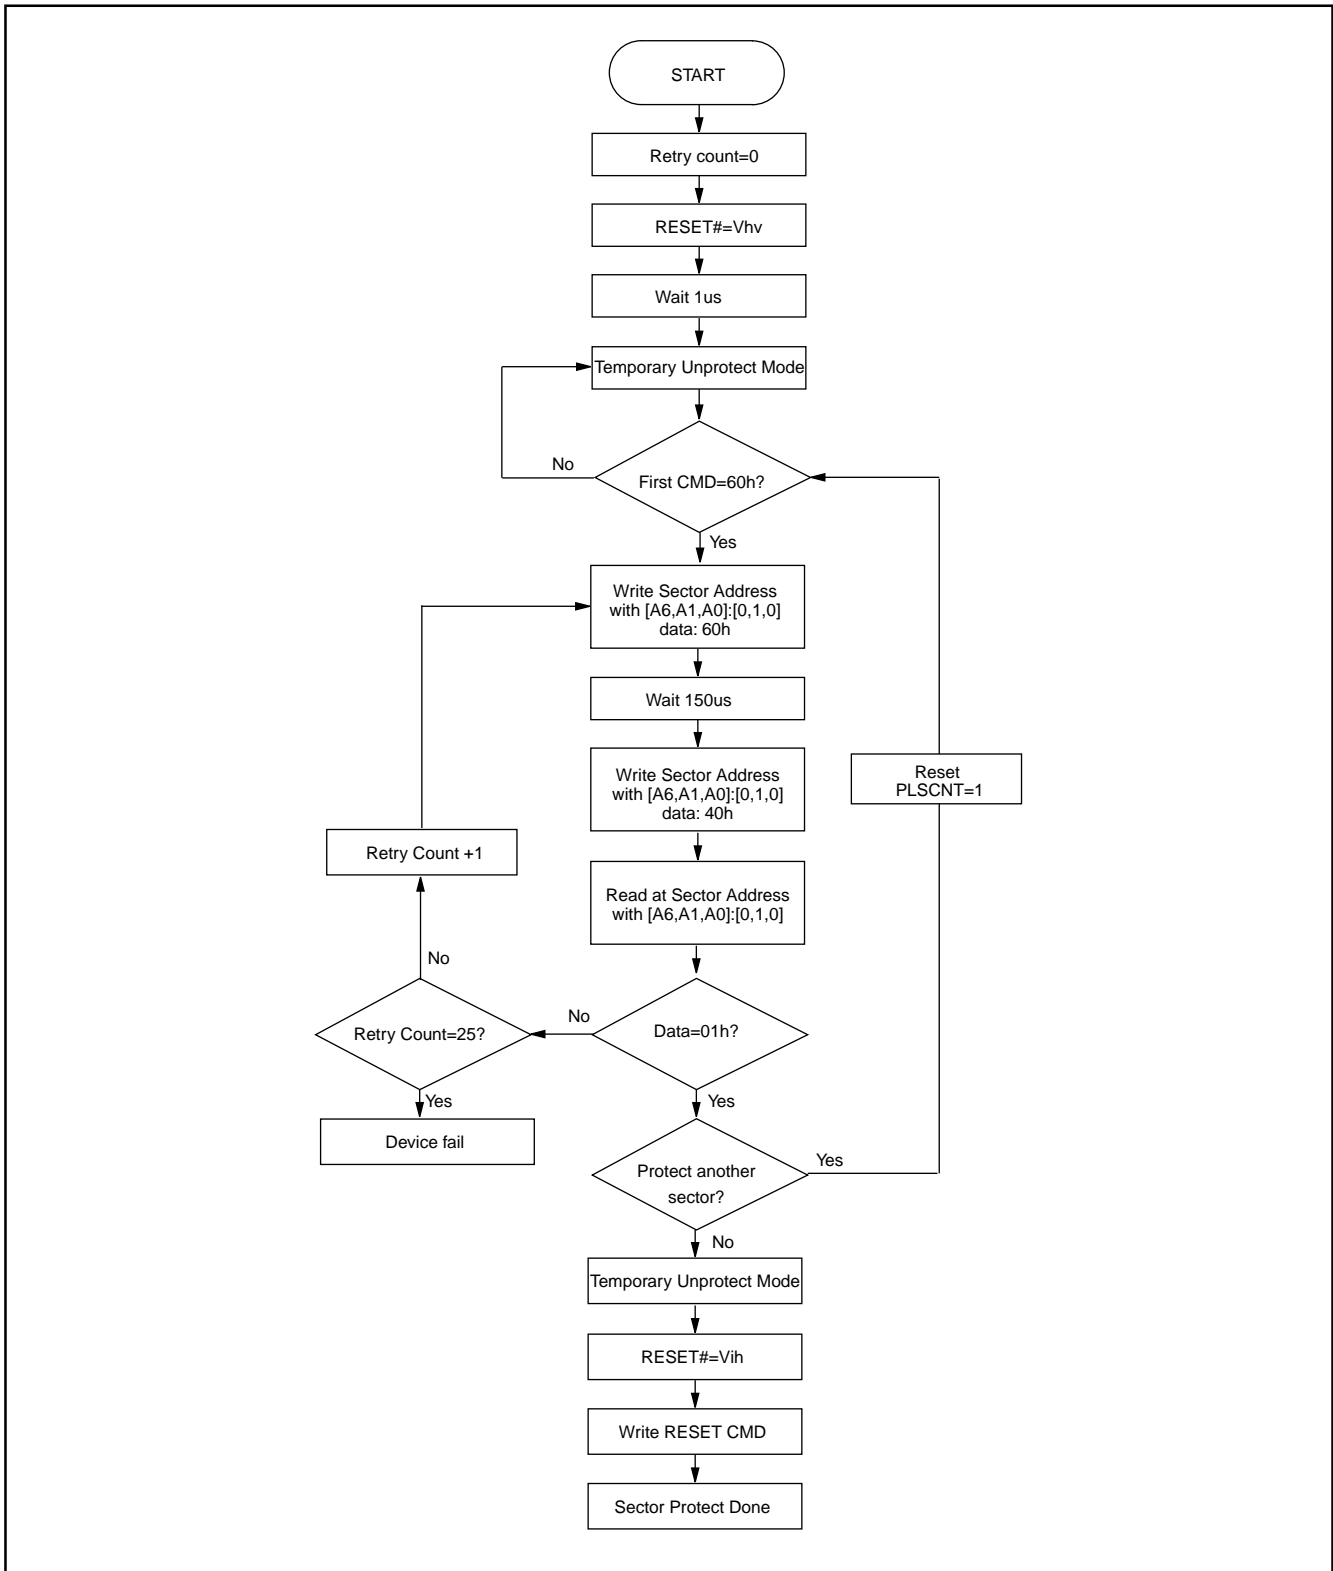 START
Retry count=0
RESET#=Vhv
Wait 1us
Temporary Unprotect Mode
No
First CMD=60h?
Yes
Write Sector Address
with [A6,A1,A0]:[0,1,0]
data: 60h
Wait 150us
Write Sector Address
with [A6,A1,A0]:[0,1,0]
data: 40h
Reset
PLSCNT=1
Retry Count +1
Read at Sector Address
with [A6,A1,A0]:[0,1,0]
No
No
Retry Count=25?
Data=01h?
Yes
Yes
Device fail
Protect another
sector?
Yes
No
Temporary Unprotect Mode
RESET#=Vih
Write RESET CMD
Sector Protect Done